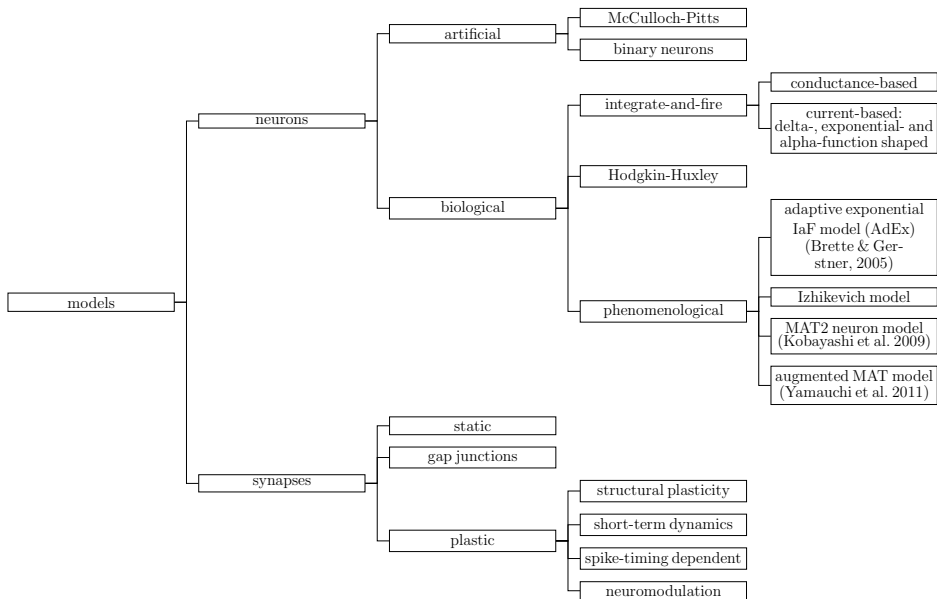 models
neurons
artificial
McCulloch-Pitts
binary neurons
biological
integrate-and-fire
conductance-based
current-based:
delta-, exponential- and
alpha-function shaped
Hodgkin-Huxley
phenomenological
adaptive exponential
IaF model (AdEx)
(Brette & Ger-
stner, 2005)
Izhikevich model
MAT2 neuron model
(Kobayashi et al. 2009)
augmented MAT model
(Yamauchi et al. 2011)
synapses
static
gap junctions
plastic
structural plasticity
short-term dynamics
spike-timing dependent
neuromodulation